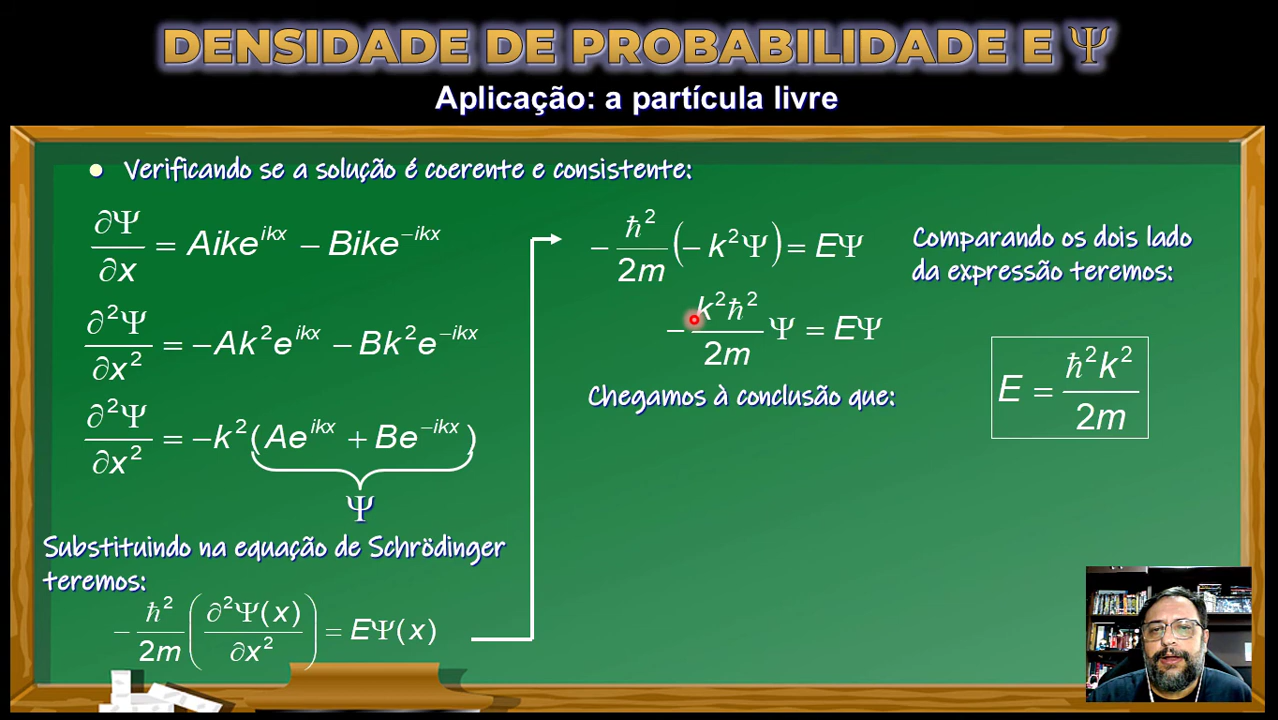 DENSIDADE DE PROBABILIDADE E Ψ
Aplicação: a partícula livre
● Verificando se a solução é coerente e consistente:
∂Ψ/∂x = Aike^{ikx} − Bike^{−ikx}
∂²Ψ/∂x² = −Ak²e^{ikx} − Bk²e^{−ikx}
∂²Ψ/∂x² = −k²(Ae^{ikx} + Be^{−ikx})
Ψ
Substituindo na equação de Schrödinger
teremos:
−ℏ²/2m (∂²Ψ(x)/∂x²) = EΨ(x)
−ℏ²/2m (−k²Ψ) = EΨ
−k²ℏ²/2m Ψ = EΨ
Chegamos à conclusão que:
Comparando os dois lado
da expressão teremos:
E = ℏ²k²/2m